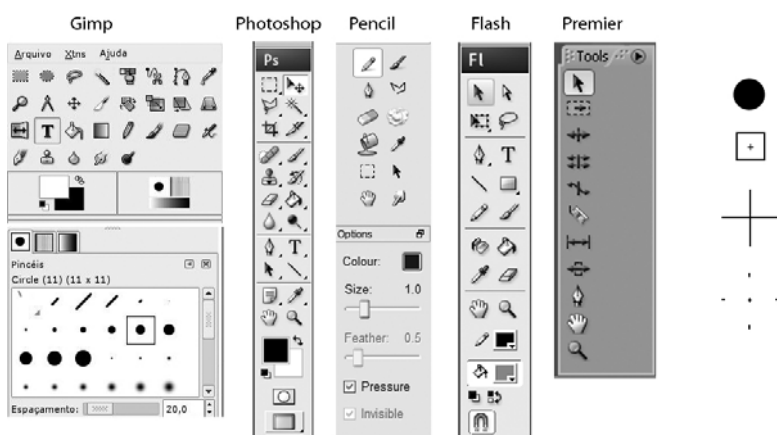 Gimp
Photoshop
Pencil
Flash
Premier
Arquivo Xtns Ajuda
T
Pincéis
Circle (11) (11 x 11)
Espaçamento: 20,0
Ps
T
Options
Colour:
Size: 1.0
Feather: 0.5
Pressure
Invisible
Fl
T
Tools